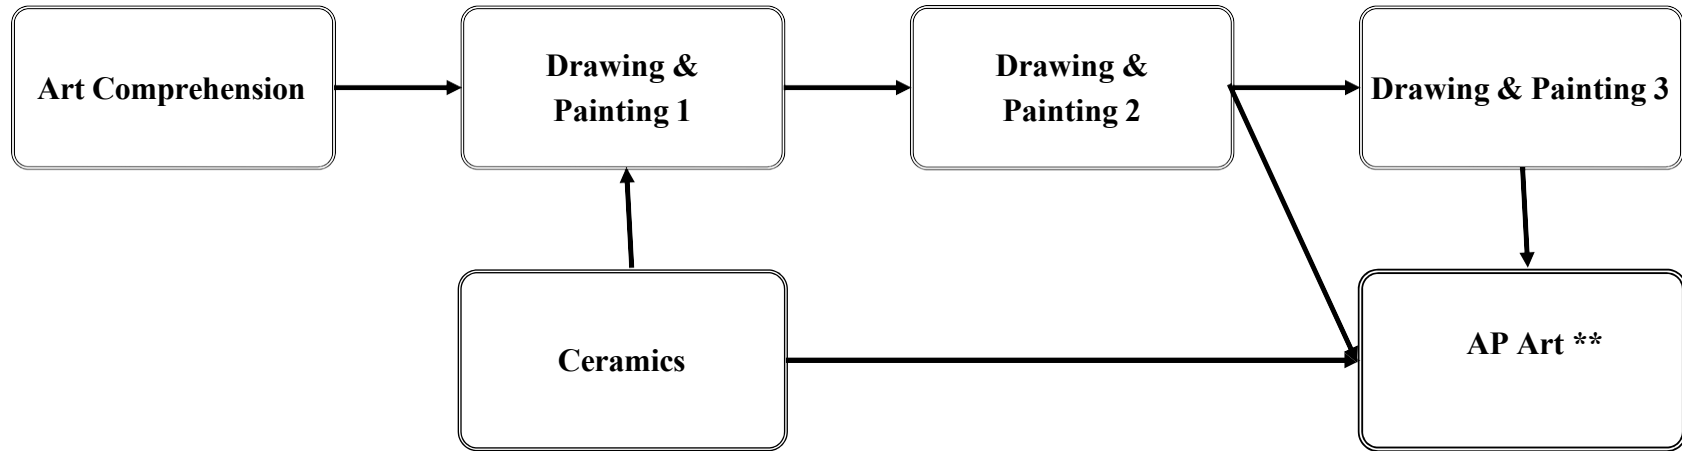 Art Comprehension
Drawing &
Painting 1
Drawing &
Painting 2
Drawing & Painting 3
Ceramics
AP Art **